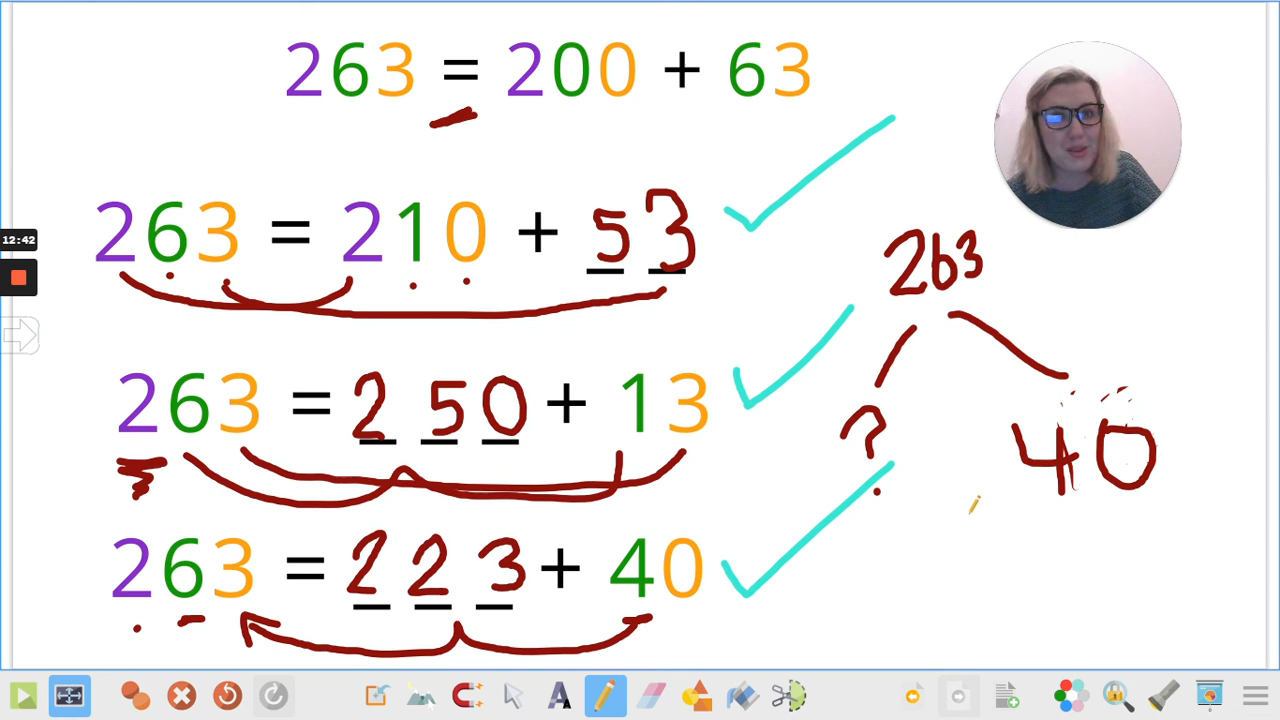 263 = 200 + 63
263 = 210 + 53
12:42
263
263 = 250 + 13
?
40
263 = 223 + 40